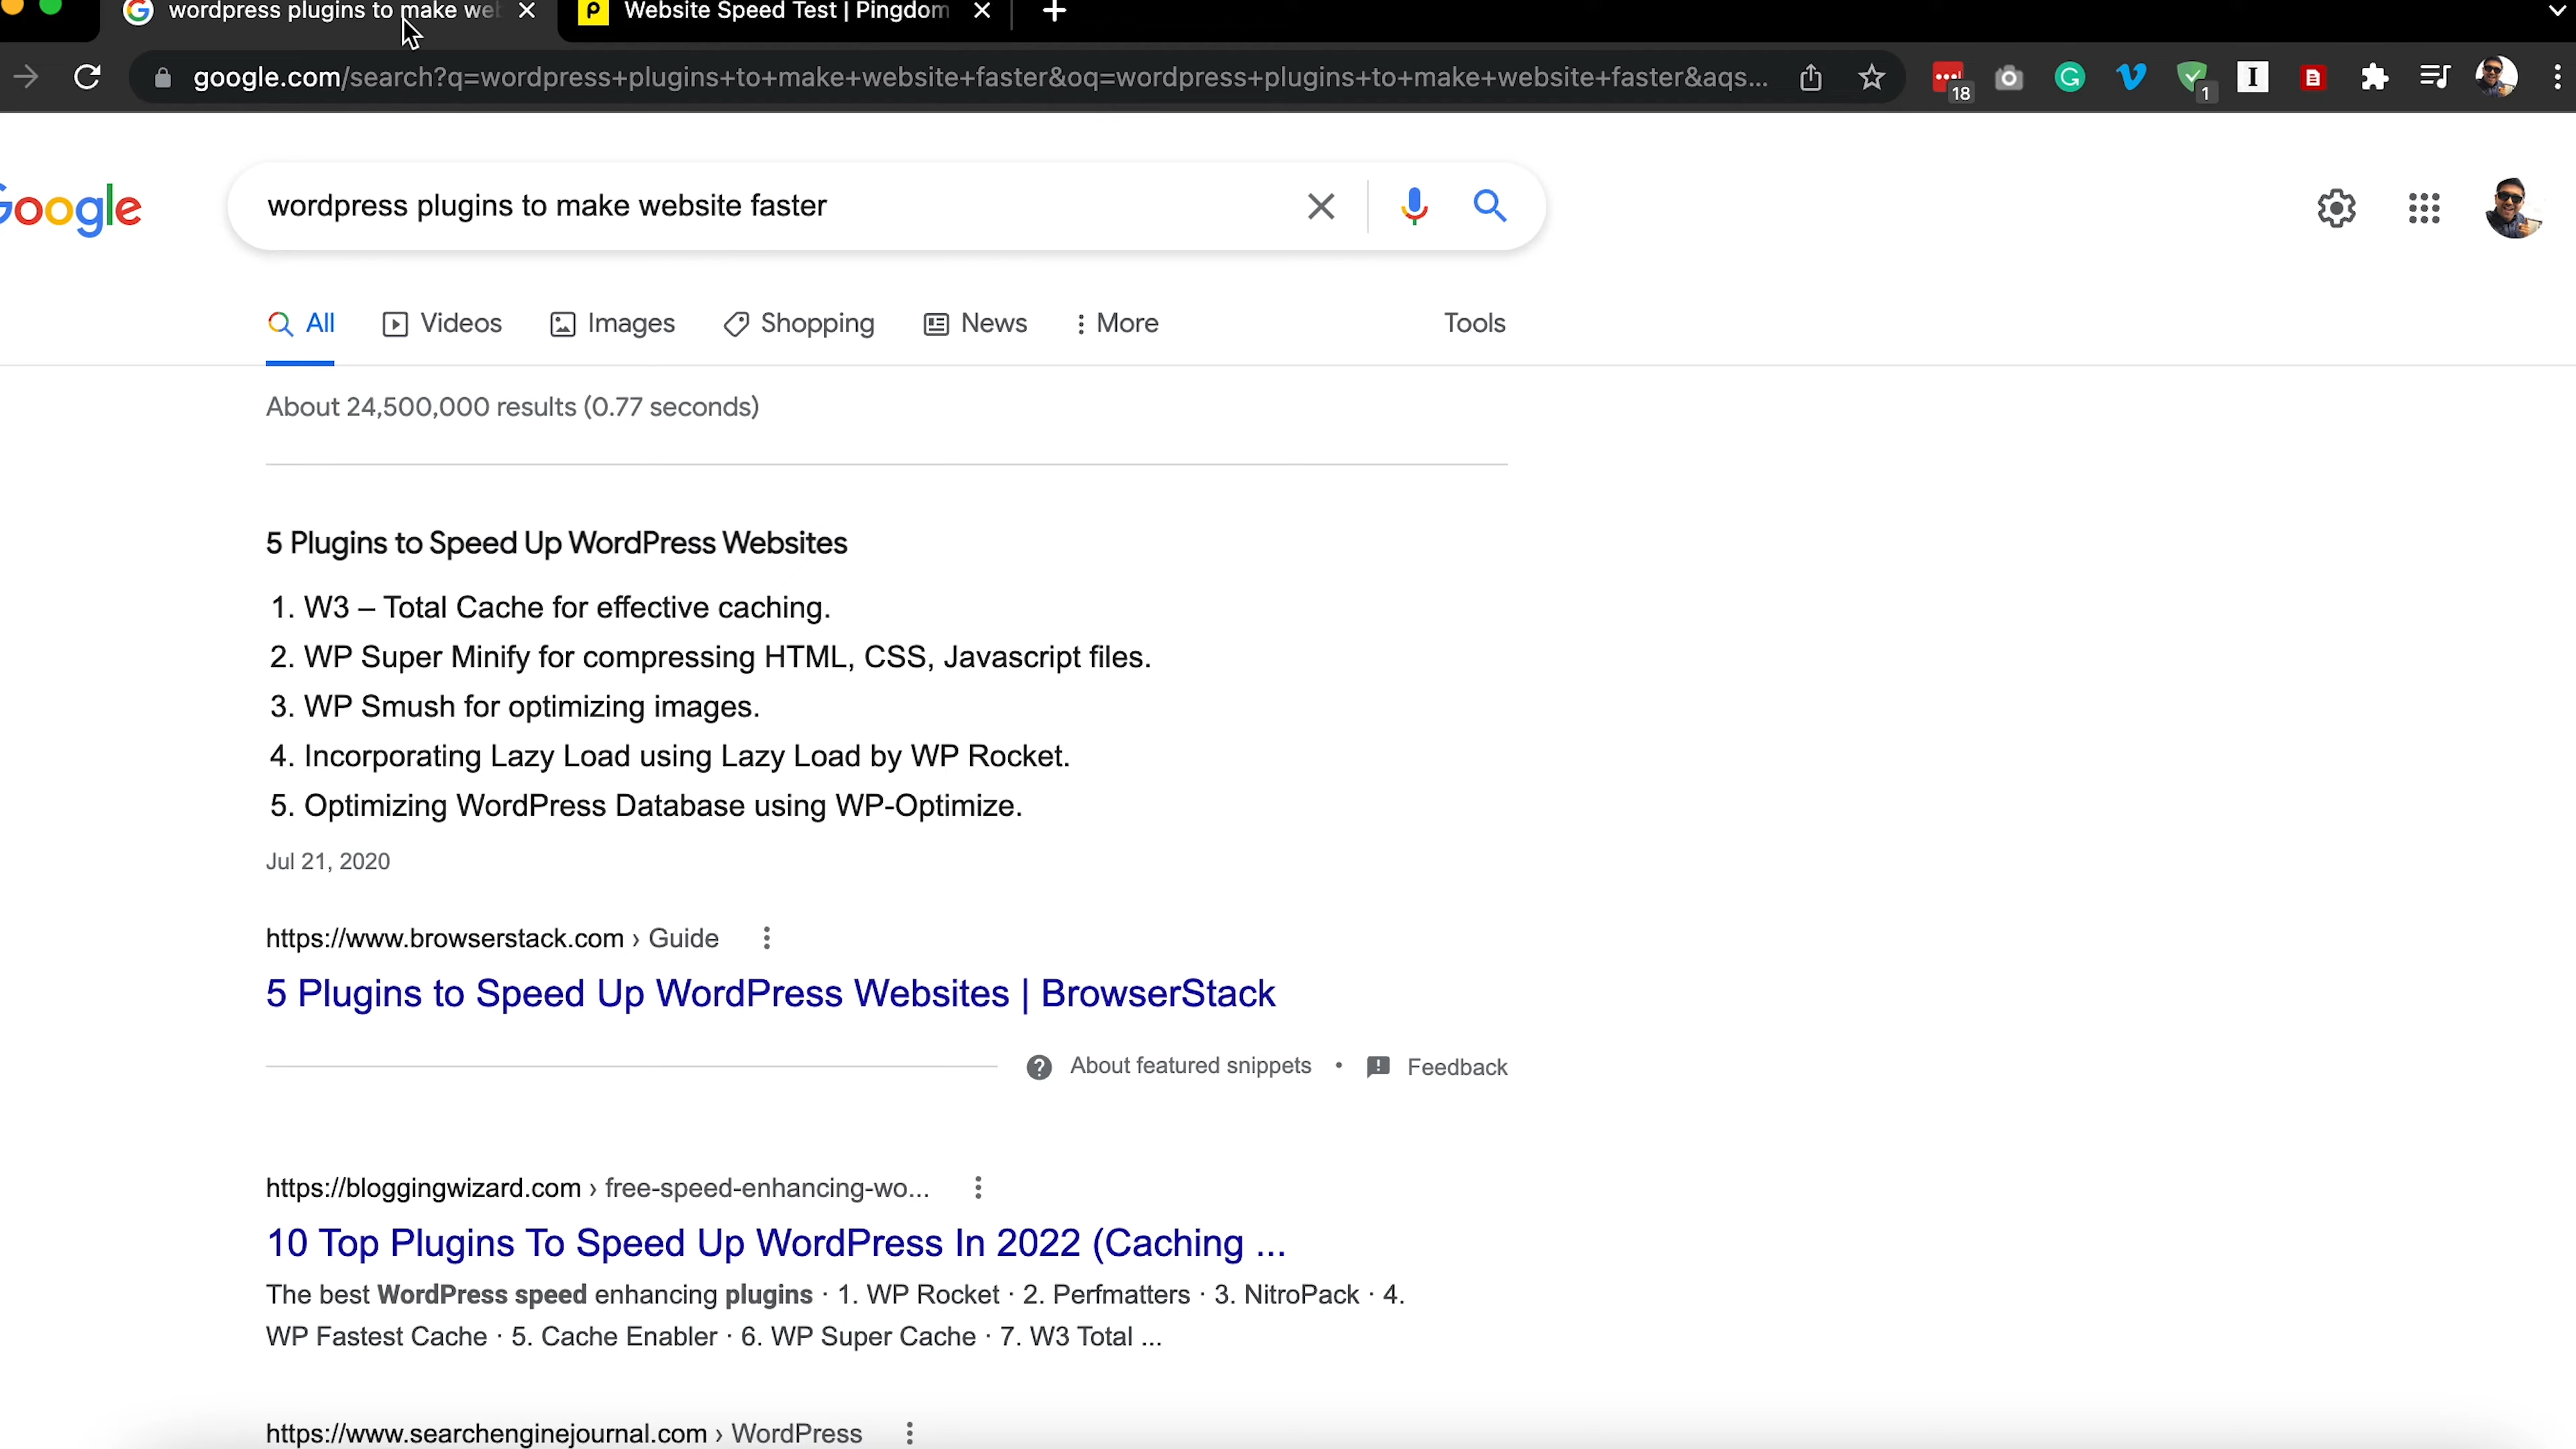 wordpress plugins to make web
Website Speed Test | Pingdom
google.com/search?q=wordpress+plugins+to+make+website+faster&oq=wordpress+plugins+to+make+website+faster&aqs...
18
1
Google
wordpress plugins to make website faster
All
Videos
Images
Shopping
News
More
Tools
About 24,500,000 results (0.77 seconds)
5 Plugins to Speed Up WordPress Websites
1. W3 – Total Cache for effective caching.
2. WP Super Minify for compressing HTML, CSS, Javascript files.
3. WP Smush for optimizing images.
4. Incorporating Lazy Load using Lazy Load by WP Rocket.
5. Optimizing WordPress Database using WP-Optimize.
Jul 21, 2020
https://www.browserstack.com › Guide
5 Plugins to Speed Up WordPress Websites | BrowserStack
About featured snippets • Feedback
https://bloggingwizard.com › free-speed-enhancing-wo...
10 Top Plugins To Speed Up WordPress In 2022 (Caching ...
The best WordPress speed enhancing plugins · 1. WP Rocket · 2. Perfmatters · 3. NitroPack · 4.
WP Fastest Cache · 5. Cache Enabler · 6. WP Super Cache · 7. W3 Total ...
https://www.searchenginejournal.com › WordPress